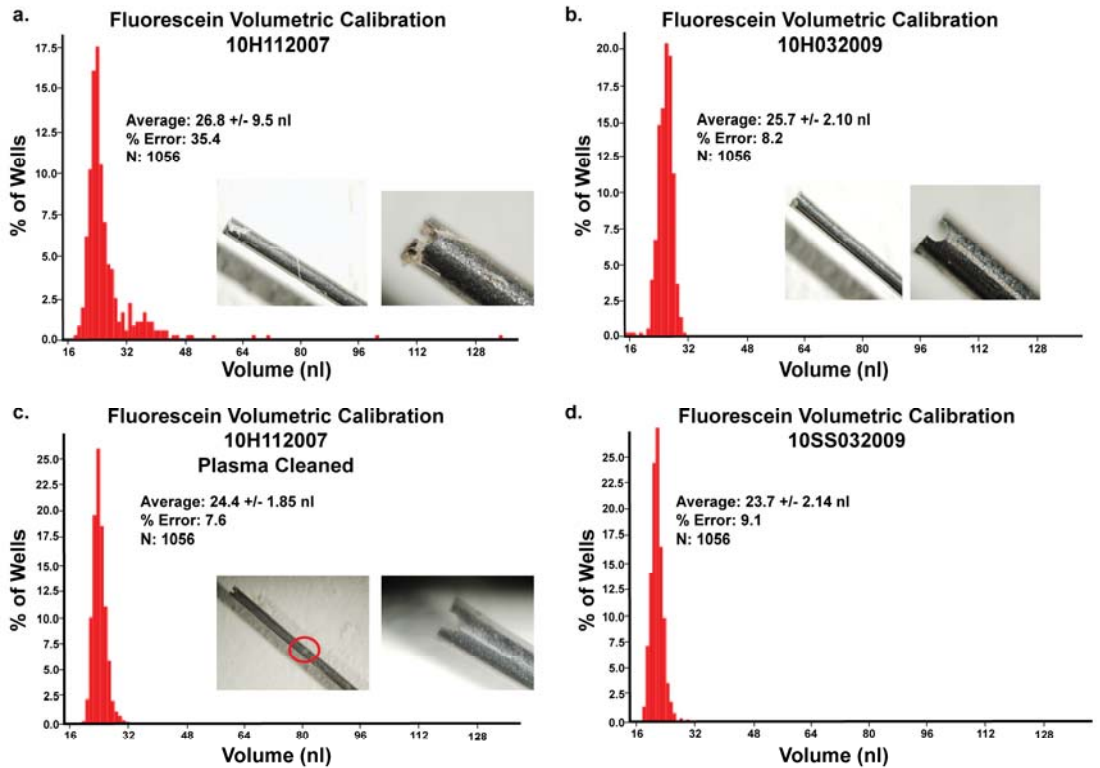 a.
Fluorescein Volumetric Calibration
10H112007
% of Wells
17.5
15.0
12.5
10.0
7.5
5.0
2.5
0.0
Average: 26.8 +/- 9.5 nl
% Error: 35.4
N: 1056
16 32 48 64 80 96 112 128
Volume (nl)
b.
Fluorescein Volumetric Calibration
10H032009
% of Wells
20.0
17.5
15.0
12.5
10.0
7.5
5.0
2.5
0.0
Average: 25.7 +/- 2.10 nl
% Error: 8.2
N: 1056
16 32 48 64 80 96 112 128
Volume (nl)
c.
Fluorescein Volumetric Calibration
10H112007
Plasma Cleaned
% of Wells
25.0
22.5
20.0
17.5
15.0
12.5
10.0
7.5
5.0
2.5
0.0
Average: 24.4 +/- 1.85 nl
% Error: 7.6
N: 1056
16 32 48 64 80 96 112 128
Volume (nl)
d.
Fluorescein Volumetric Calibration
10SS032009
% of Wells
25.0
22.5
20.0
17.5
15.0
12.5
10.0
7.5
5.0
2.5
0.0
Average: 23.7 +/- 2.14 nl
% Error: 9.1
N: 1056
16 32 48 64 80 96 112 128
Volume (nl)